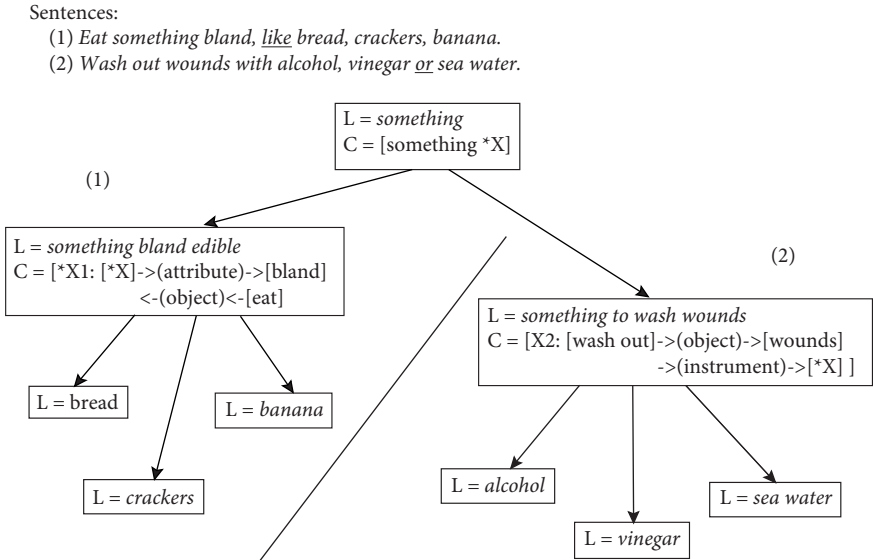 Sentences:
(1) Eat something bland, like bread, crackers, banana.
(2) Wash out wounds with alcohol, vinegar or sea water.
L = something
C = [something *X]
(1)
L = something bland edible
C = [*X1: [*X]->(attribute)->[bland]
<-(object)<-[eat]
(2)
L = something to wash wounds
C = [X2: [wash out]->(object)->[wounds]
->(instrument)->[*X] ]
L = bread
L = banana
L = crackers
L = alcohol
L = sea water
L = vinegar